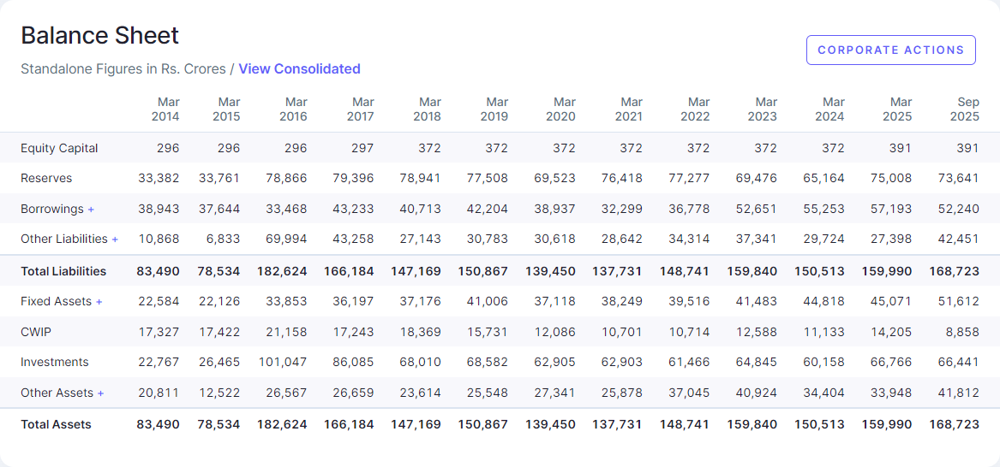 Balance Sheet
CORPORATE ACTIONS
Standalone Figures in Rs. Crores / View Consolidated
Mar 2014 Mar 2015 Mar 2016 Mar 2017 Mar 2018 Mar 2019 Mar 2020 Mar 2021 Mar 2022 Mar 2023 Mar 2024 Mar 2025 Sep 2025
Equity Capital 296 296 296 297 372 372 372 372 372 372 372 391 391
Reserves 33,382 33,761 78,866 79,396 78,941 77,508 69,523 76,418 77,277 69,476 65,164 75,008 73,641
Borrowings + 38,943 37,644 33,468 43,233 40,713 42,204 38,937 32,299 36,778 52,651 55,253 57,193 52,240
Other Liabilities + 10,868 6,833 69,994 43,258 27,143 30,783 30,618 28,642 34,314 37,341 29,724 27,398 42,451
Total Liabilities 83,490 78,534 182,624 166,184 147,169 150,867 139,450 137,731 148,741 159,840 150,513 159,990 168,723
Fixed Assets + 22,584 22,126 33,853 36,197 37,176 41,006 37,118 38,249 39,516 41,483 44,818 45,071 51,612
CWIP 17,327 17,422 21,158 17,243 18,369 15,731 12,086 10,701 10,714 12,588 11,133 14,205 8,858
Investments 22,767 26,465 101,047 86,085 68,010 68,582 62,905 62,903 61,466 64,845 60,158 66,766 66,441
Other Assets + 20,811 12,522 26,567 26,659 23,614 25,548 27,341 25,878 37,045 40,924 34,404 33,948 41,812
Total Assets 83,490 78,534 182,624 166,184 147,169 150,867 139,450 137,731 148,741 159,840 150,513 159,990 168,723